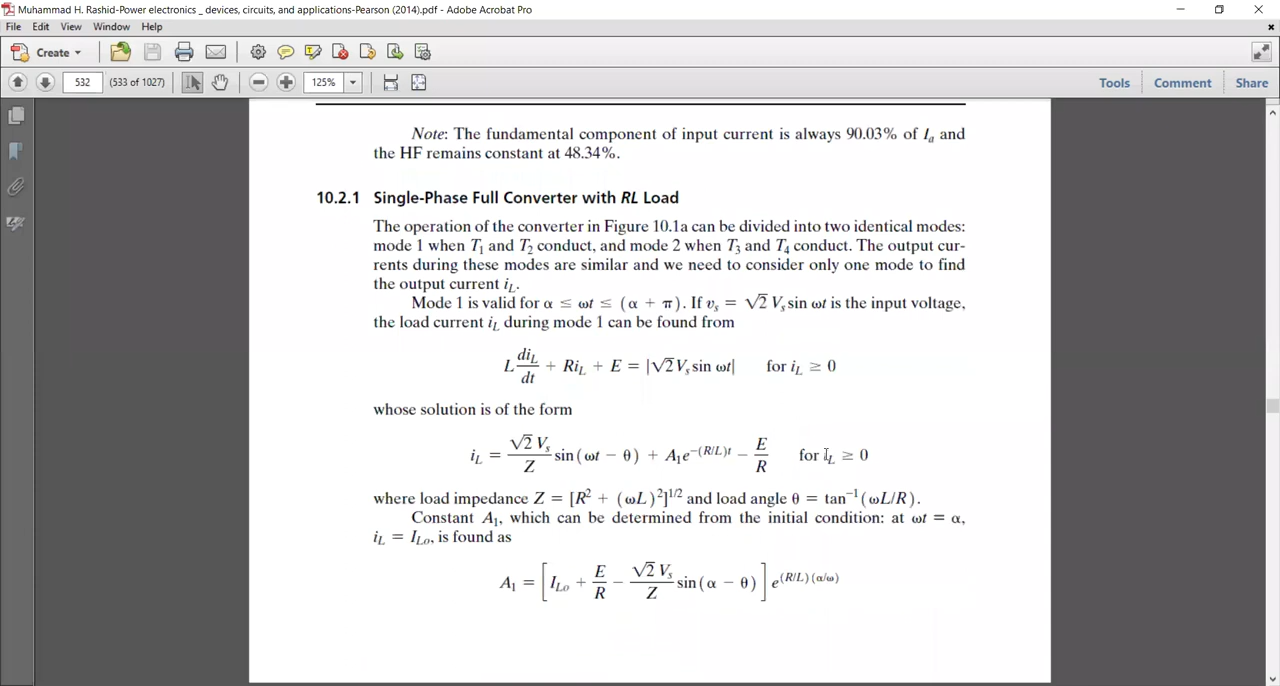 Muhammad H. Rashid-Power electronics _ devices, circuits, and applications-Pearson (2014).pdf - Adobe Acrobat Pro
File Edit View Window Help
Create
532 (533 of 1027) 125% Tools Comment Share
Note: The fundamental component of input current is always 90.03% of Iₐ and
the HF remains constant at 48.34%.
10.2.1 Single-Phase Full Converter with RL Load
The operation of the converter in Figure 10.1a can be divided into two identical modes:
mode 1 when T₁ and T₂ conduct, and mode 2 when T₃ and T₄ conduct. The output cur-
rents during these modes are similar and we need to consider only one mode to find
the output current i_L.
Mode 1 is valid for α ≤ ωt ≤ (α + π). If v_s = √2 V_s sin ωt is the input voltage,
the load current i_L during mode 1 can be found from
L di_L/dt + Ri_L + E = |√2 V_s sin ωt| for i_L ≥ 0
whose solution is of the form
i_L = √2 V_s/Z sin(ωt − θ) + A₁e^−(R/L)t − E/R for i_L ≥ 0
where load impedance Z = [R² + (ωL)²]^1/2 and load angle θ = tan⁻¹(ωL/R).
Constant A₁, which can be determined from the initial condition: at ωt = α,
i_L = I_Lo, is found as
A₁ = [I_Lo + E/R − √2 V_s/Z sin(α − θ)] e^(R/L)(α/ω)